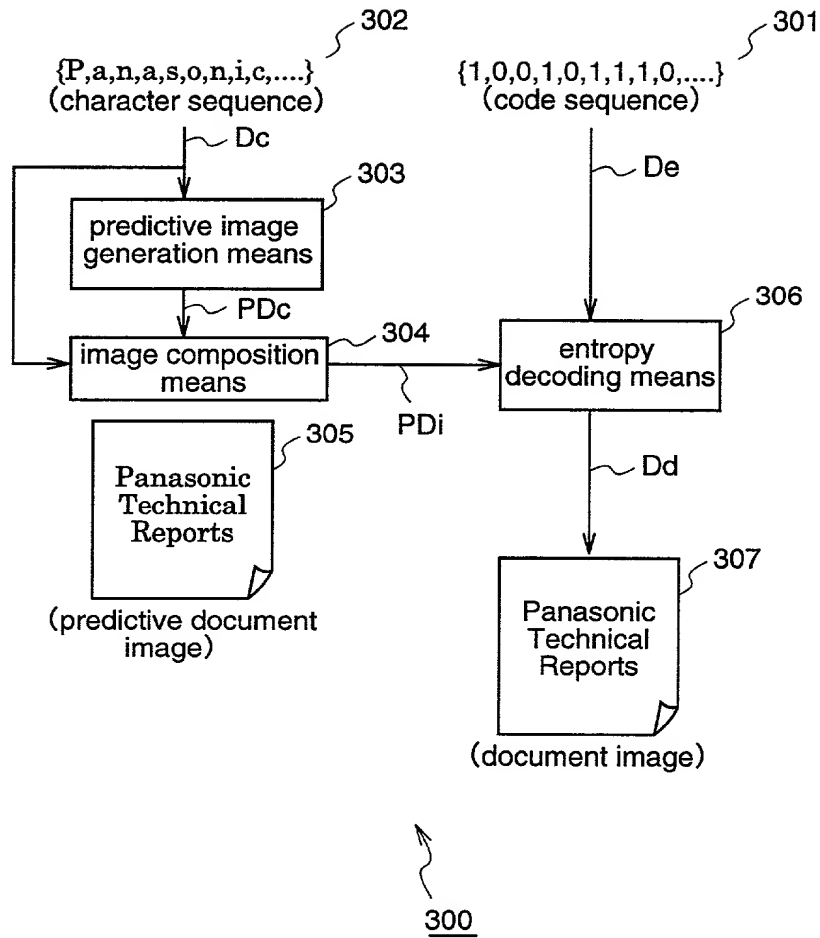 302
{P,a,n,a,s,o,n,i,c,....}
(character sequence)
301
{1,0,0,1,0,1,1,1,0,....}
(code sequence)
Dc
De
303
predictive image
generation means
PDc
304
image composition
means
PDi
306
entropy
decoding means
305
Panasonic
Technical
Reports
(predictive document
image)
Dd
307
Panasonic
Technical
Reports
(document image)
300